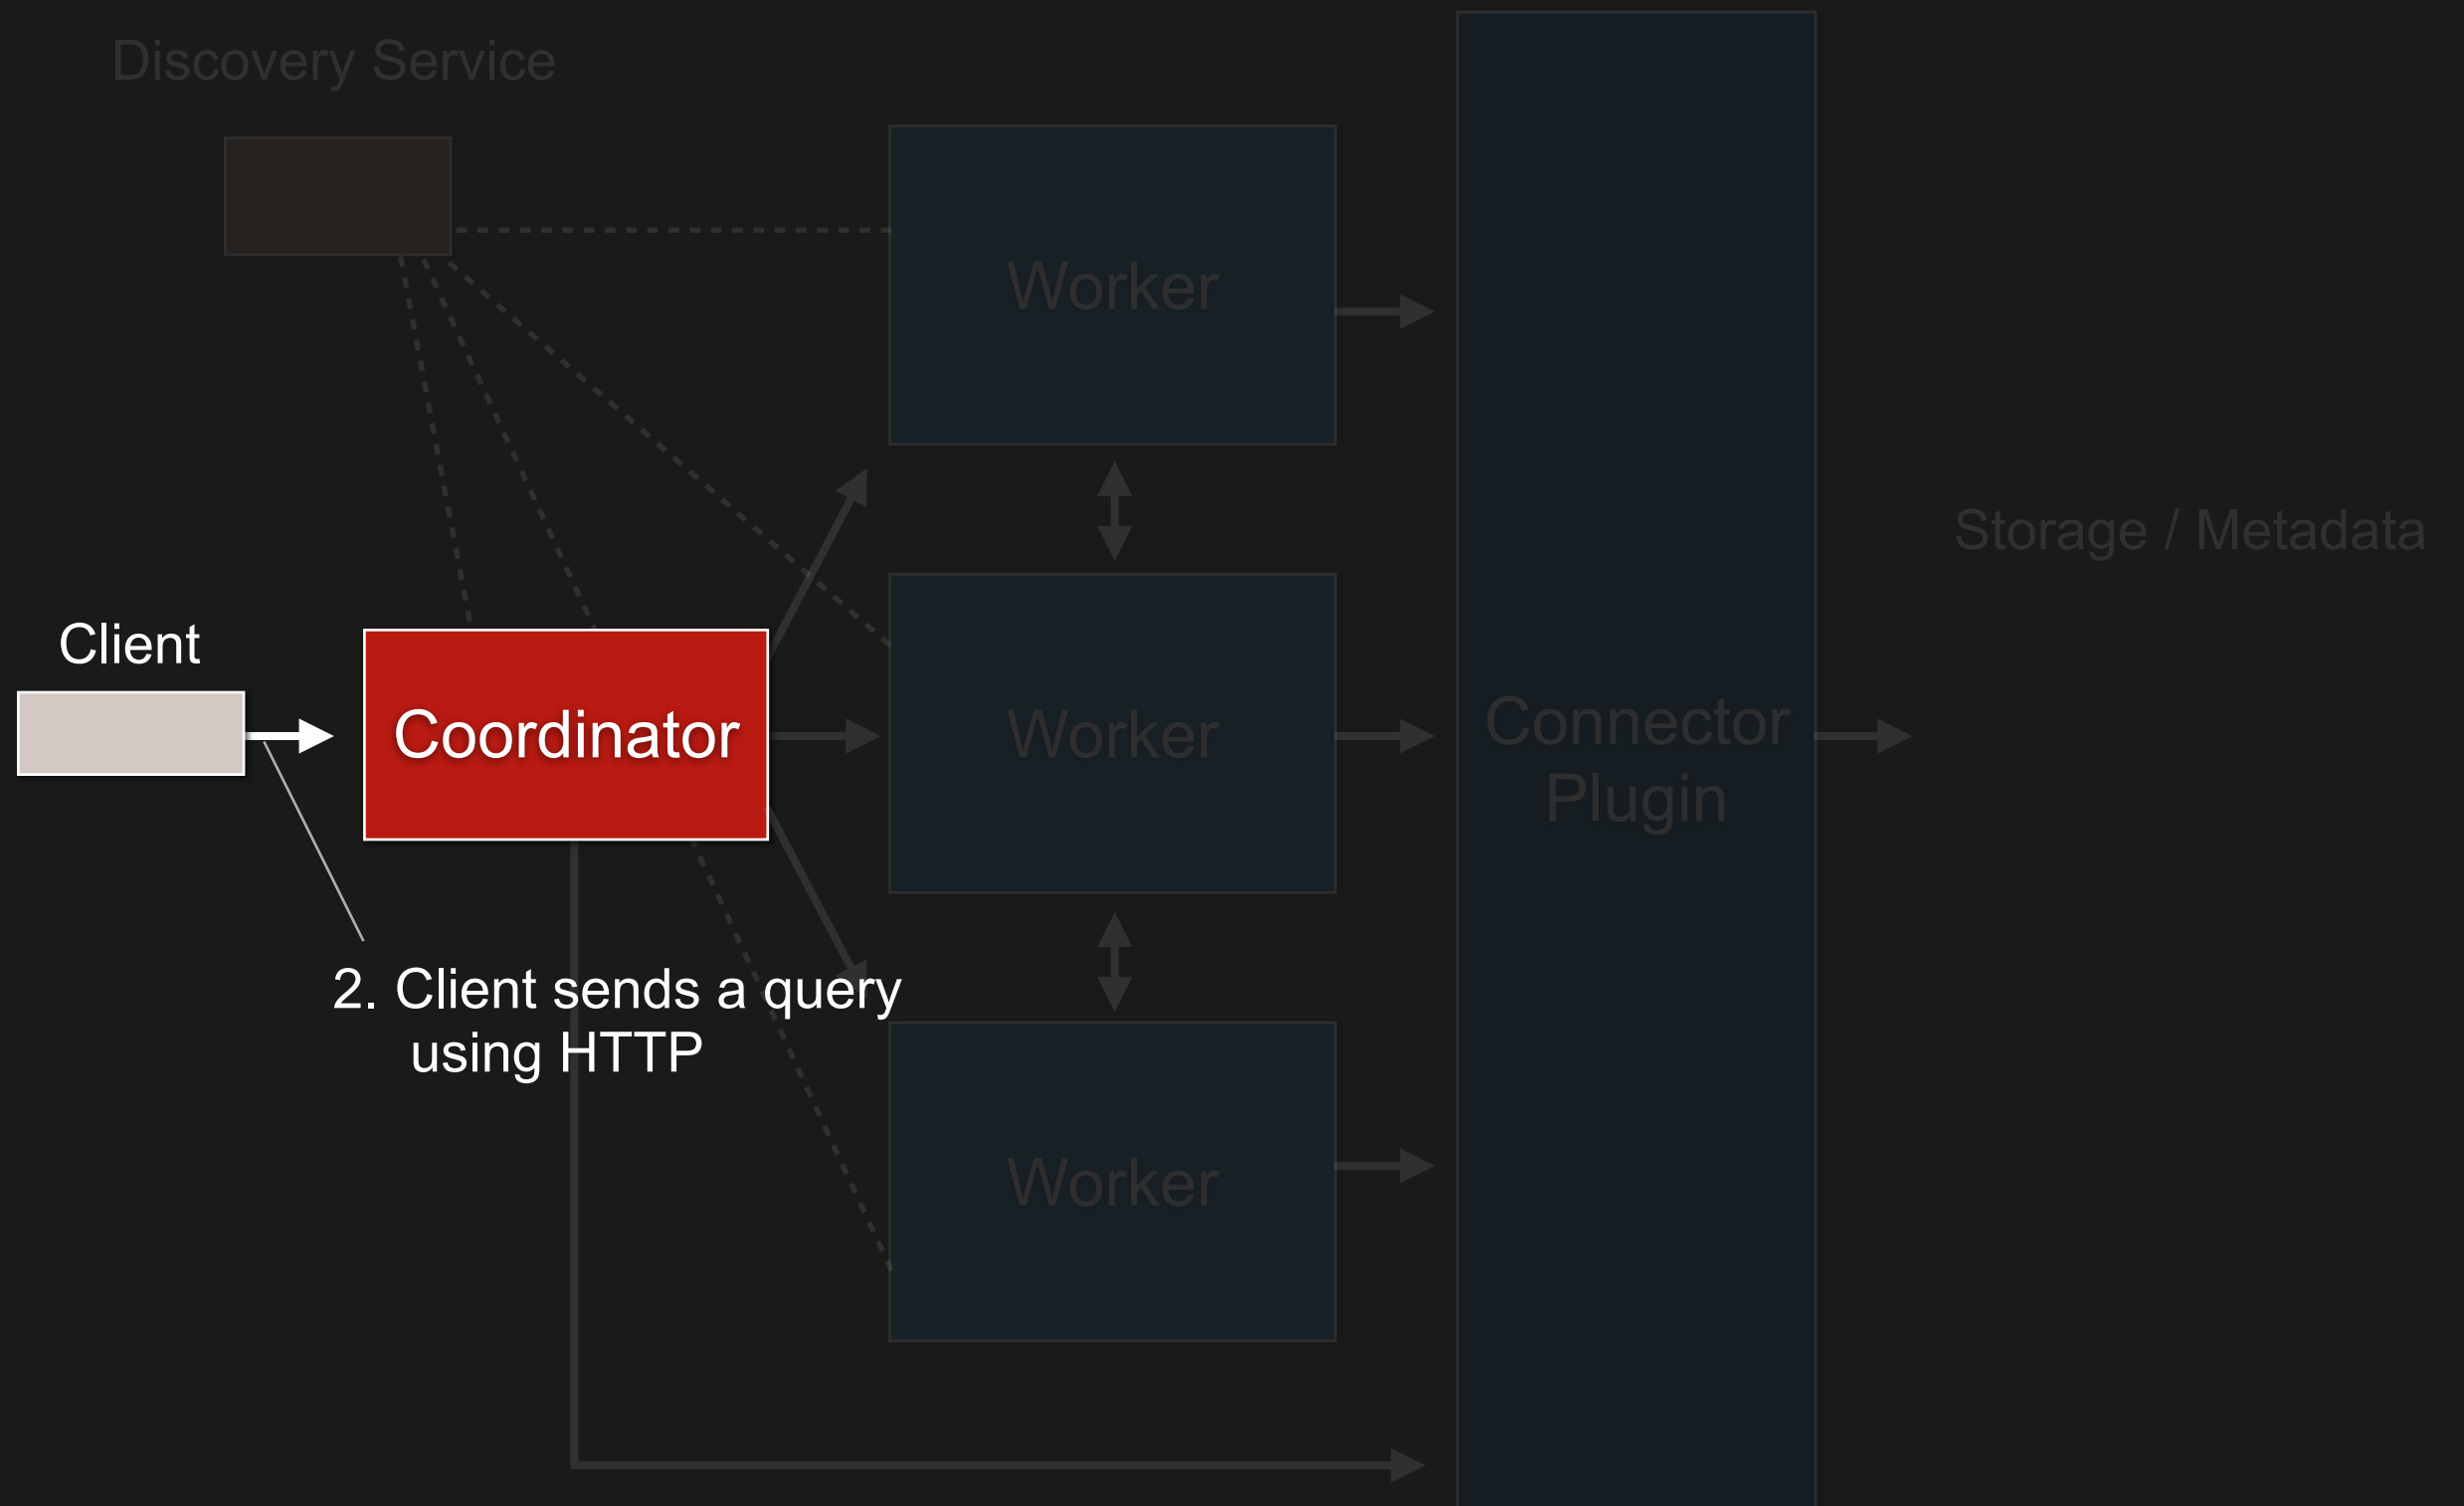 Discovery Service
Worker
Storage / Metadata
Client
Coordinator
Worker
Connector
Plugin
2. Client sends a query
using HTTP
Worker